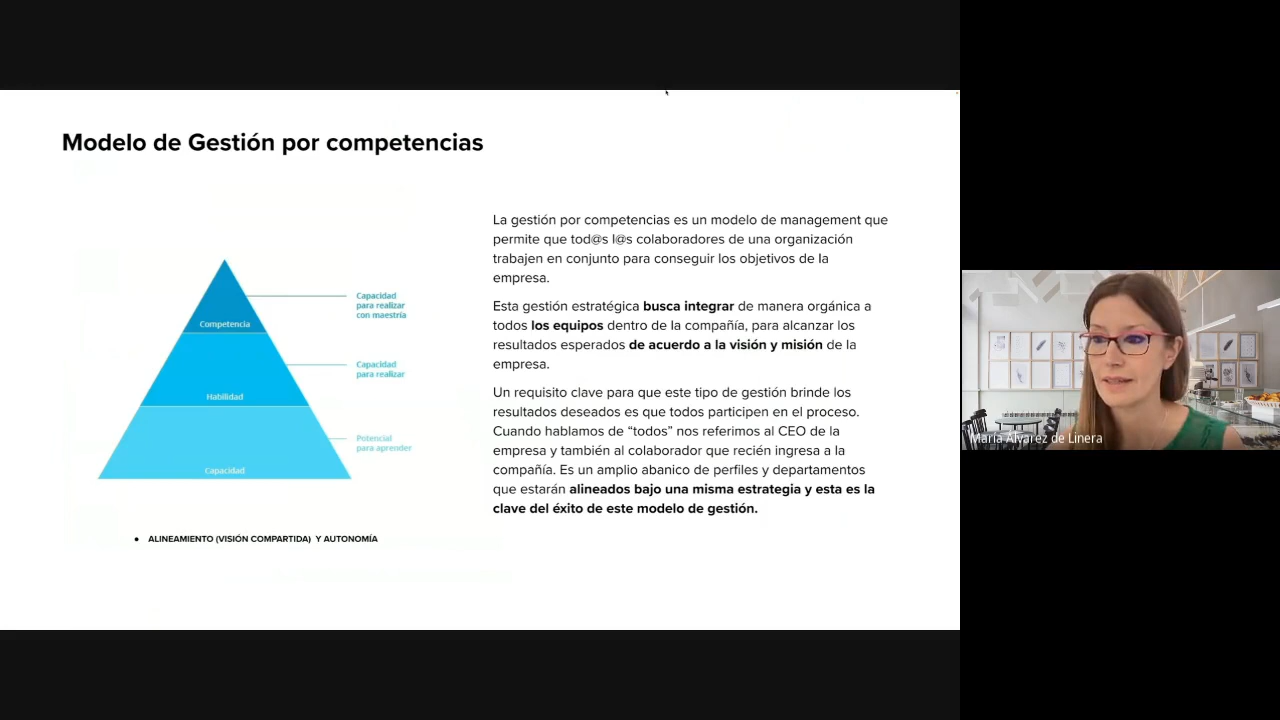 Modelo de Gestión por competencias
Capacidad
para realizar
con maestría
Competencia
Capacidad
para realizar
Habilidad
Potencial
para aprender
Capacidad
● ALINEAMIENTO (VISIÓN COMPARTIDA) Y AUTONOMÍA
La gestión por competencias es un modelo de management que
permite que tod@s l@s colaboradores de una organización
trabajen en conjunto para conseguir los objetivos de la
empresa.
Esta gestión estratégica busca integrar de manera orgánica a
todos los equipos dentro de la compañía, para alcanzar los
resultados esperados de acuerdo a la visión y misión de la
empresa.
Un requisito clave para que este tipo de gestión brinde los
resultados deseados es que todos participen en el proceso.
Cuando hablamos de “todos” nos referimos al CEO de la
empresa y también al colaborador que recién ingresa a la
compañía. Es un amplio abanico de perfiles y departamentos
que estarán alineados bajo una misma estrategia y esta es la
clave del éxito de este modelo de gestión.
María Álvarez de Linera